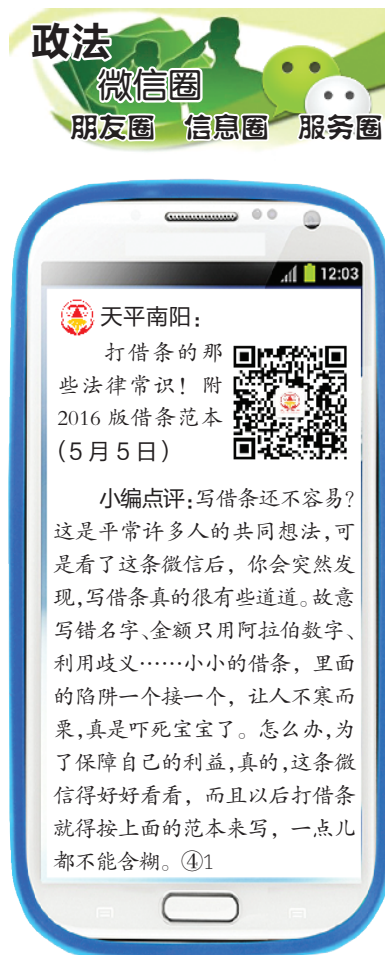 政法
微信圈
朋友圈 信息圈 服务圈
12:03
天平南阳：
打借条的那
些法律常识！附
2016 版借条范本
（5月5日）
小编点评：写借条还不容易？
这是平常许多人的共同想法，可
是看了这条微信后，你会突然发
现，写借条真的很有些道道。故意
写错名字、金额只用阿拉伯数字、
利用歧义……小小的借条，里面
的陷阱一个接一个，让人不寒而
栗，真是吓死宝宝了。怎么办，为
了保障自己的利益，真的，这条微
信得好好看看，而且以后打借条
就得按上面的范本来写，一点儿
都不能含糊。④1